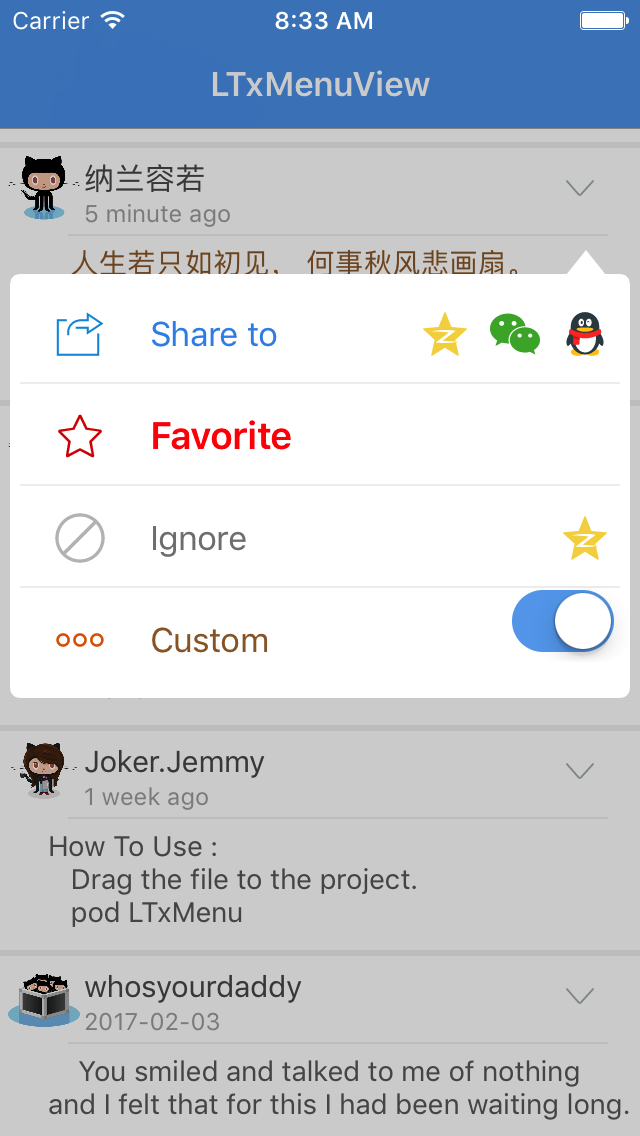 Carrier 8:33 AM
LTxMenuView
纳兰容若
5 minute ago
人生若只如初见， 何事秋风悲画扇。
Share to
Favorite
Ignore
Custom
Joker.Jemmy
1 week ago
How To Use :
Drag the file to the project.
pod LTxMenu
whosyourdaddy
2017-02-03
You smiled and talked to me of nothing
and I felt that for this I had been waiting long.